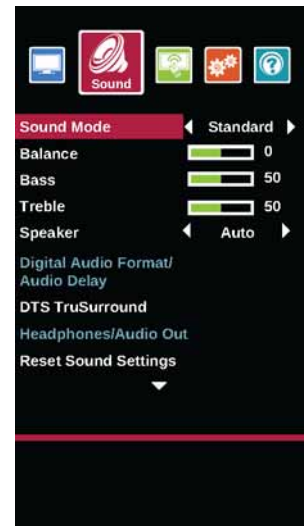 Sound
Sound Mode Standard
Balance 0
Bass 50
Treble 50
Speaker Auto
Digital Audio Format/
Audio Delay
DTS TruSurround
Headphones/Audio Out
Reset Sound Settings